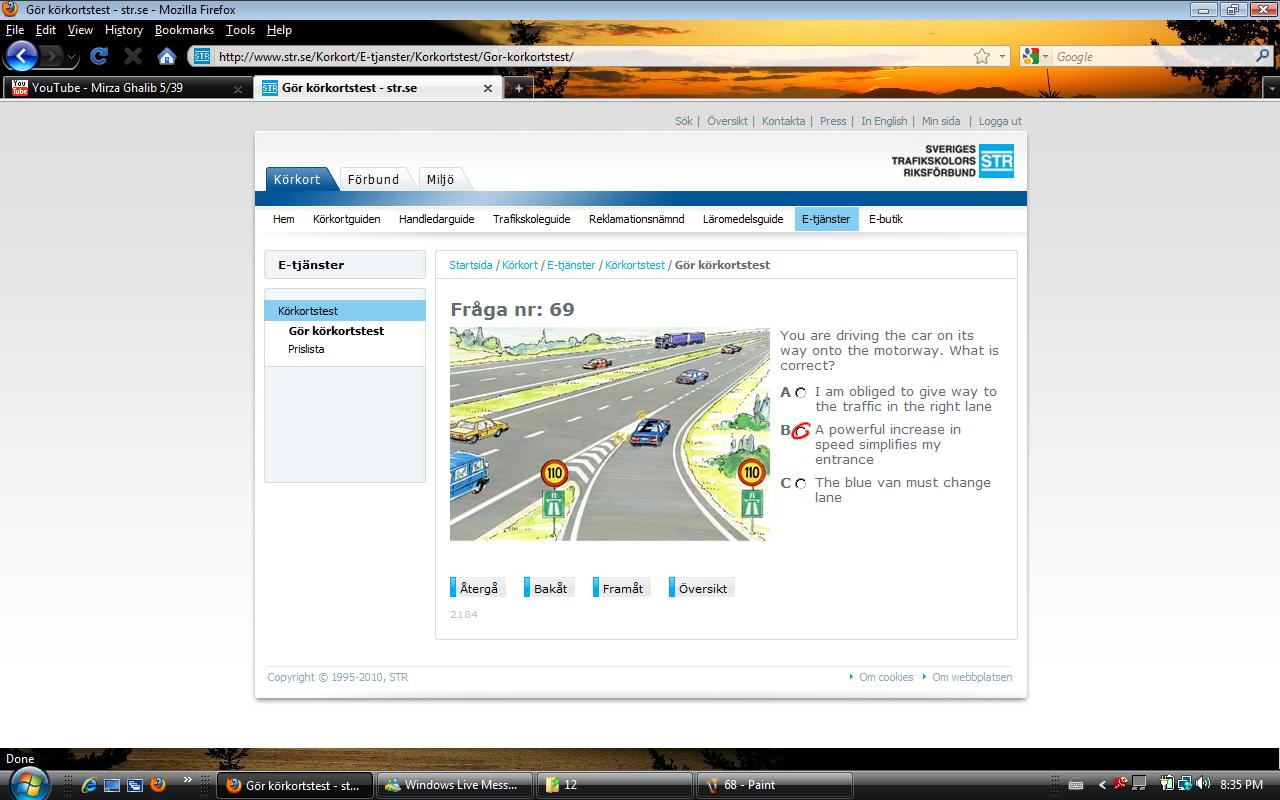 Gör körkortstest - str.se - Mozilla Firefox
File Edit View History Bookmarks Tools Help
STR http://www.str.se/Korkort/E-tjanster/Korkortstest/Gor-korkortstest/ Google
You Tube YouTube - Mirza Ghalib 5/39 STR Gör körkortstest - str.se
Sök | Översikt | Kontakta | Press | In English | Min sida | Logga ut
SVERIGES
TRAFIKSKOLORS STR
RIKSFÖRBUND
Körkort Förbund Miljö
Hem Körkortguiden Handledarguide Trafikskoleguide Reklamationsnämnd Läromedelsguide E-tjänster E-butik
E-tjänster
Körkortstest
Gör körkortstest
Prislista
Startsida / Körkort / E-tjänster / Körkortstest / Gör körkortstest
Fråga nr: 69
110
110
You are driving the car on its
way onto the motorway. What is
correct?
A I am obliged to give way to
the traffic in the right lane
B A powerful increase in
speed simplifies my
entrance
C The blue van must change
lane
Återgå Bakåt Framåt Översikt
2184
Copyright © 1995-2010, STR
Om cookies Om webbplatsen
Done
Gör körkortstest - st... Windows Live Mess... 12 68 - Paint 8:35 PM